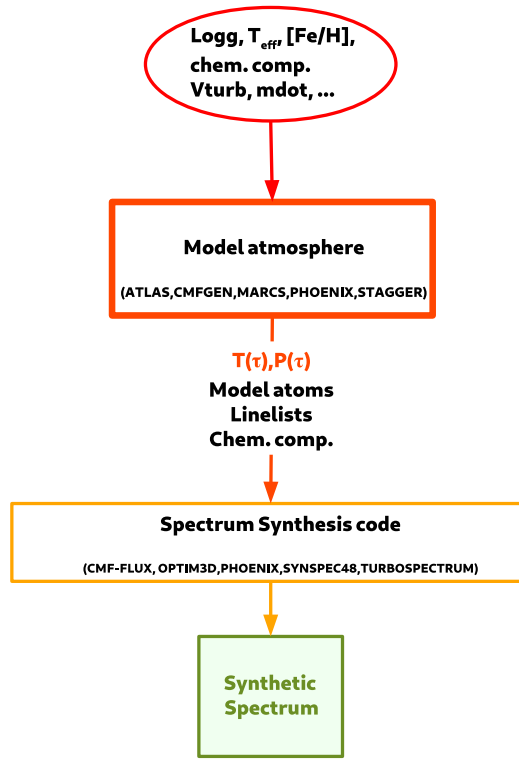 Logg, Teff, [Fe/H],
chem. comp.
Vturb, mdot, ...
Model atmosphere
(ATLAS,CMFGEN,MARCS,PHOENIX,STAGGER)
T(τ),P(τ)
Model atoms
Linelists
Chem. comp.
Spectrum Synthesis code
(CMF-FLUX, OPTIM3D,PHOENIX,SYNSPEC48,TURBOSPECTRUM)
Synthetic
Spectrum